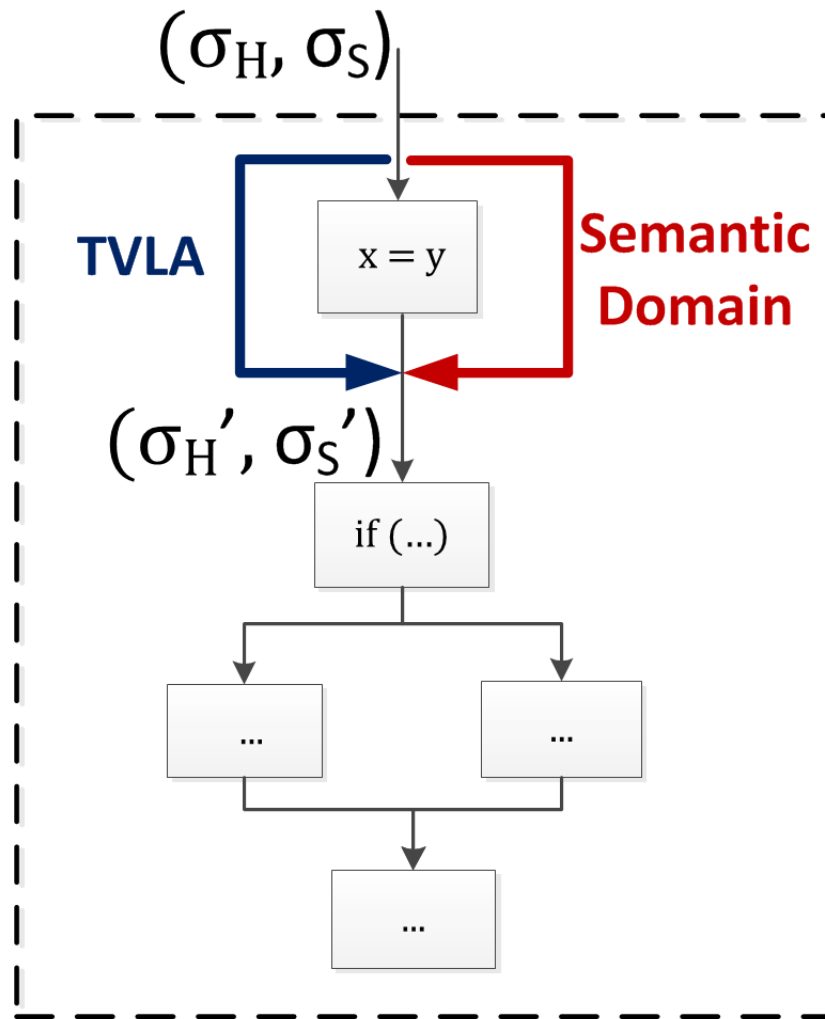 (σH, σS)
TVLA
x = y
Semantic
Domain
(σH′, σS′)
if (...)
...
...
...